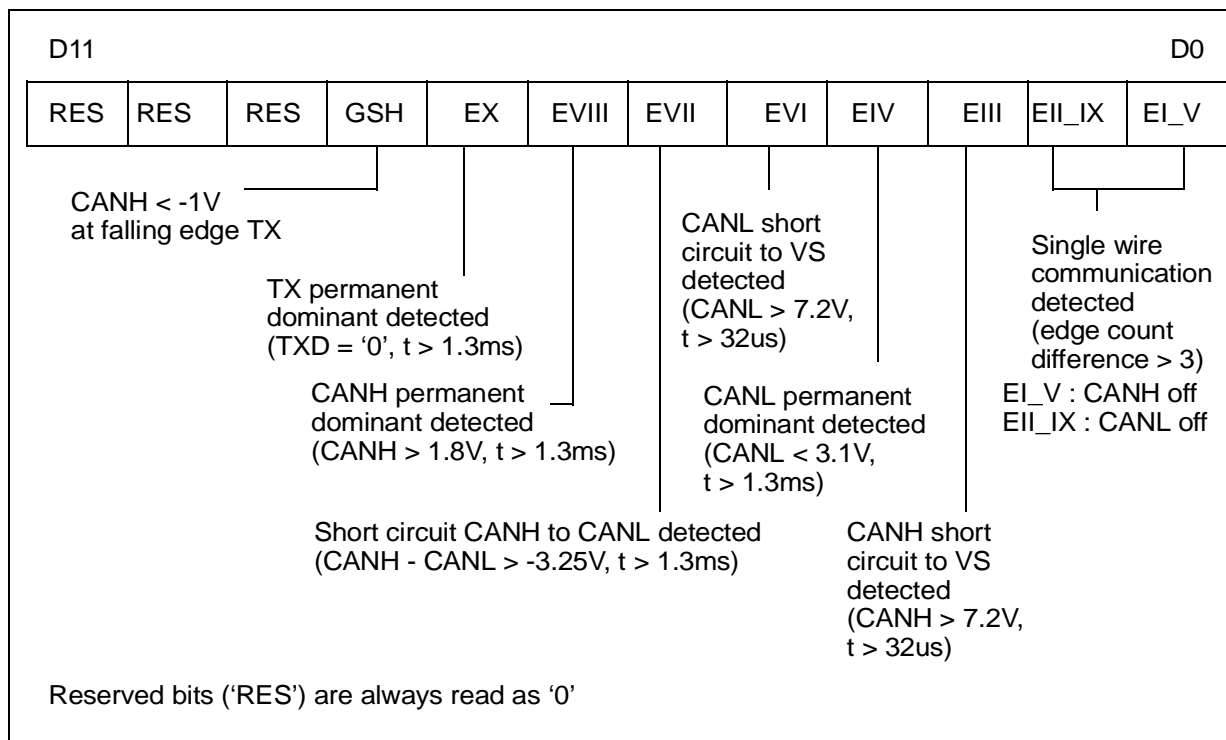 D11 D0
RES RES RES GSH EX EVIII EVII EVI EIV EIII EII_IX EI_V
CANH < -1V
at falling edge TX
TX permanent
dominant detected
(TXD = ‘0’, t > 1.3ms)
CANH permanent
dominant detected
(CANH > 1.8V, t > 1.3ms)
Short circuit CANH to CANL detected
(CANH - CANL > -3.25V, t > 1.3ms)
CANL short
circuit to VS
detected
(CANL > 7.2V,
t > 32us)
CANL permanent
dominant detected
(CANL < 3.1V,
t > 1.3ms)
CANH short
circuit to VS
detected
(CANH > 7.2V,
t > 32us)
Single wire
communication
detected
(edge count
difference > 3)
EI_V : CANH off
EII_IX : CANL off
Reserved bits (‘RES’) are always read as ‘0’